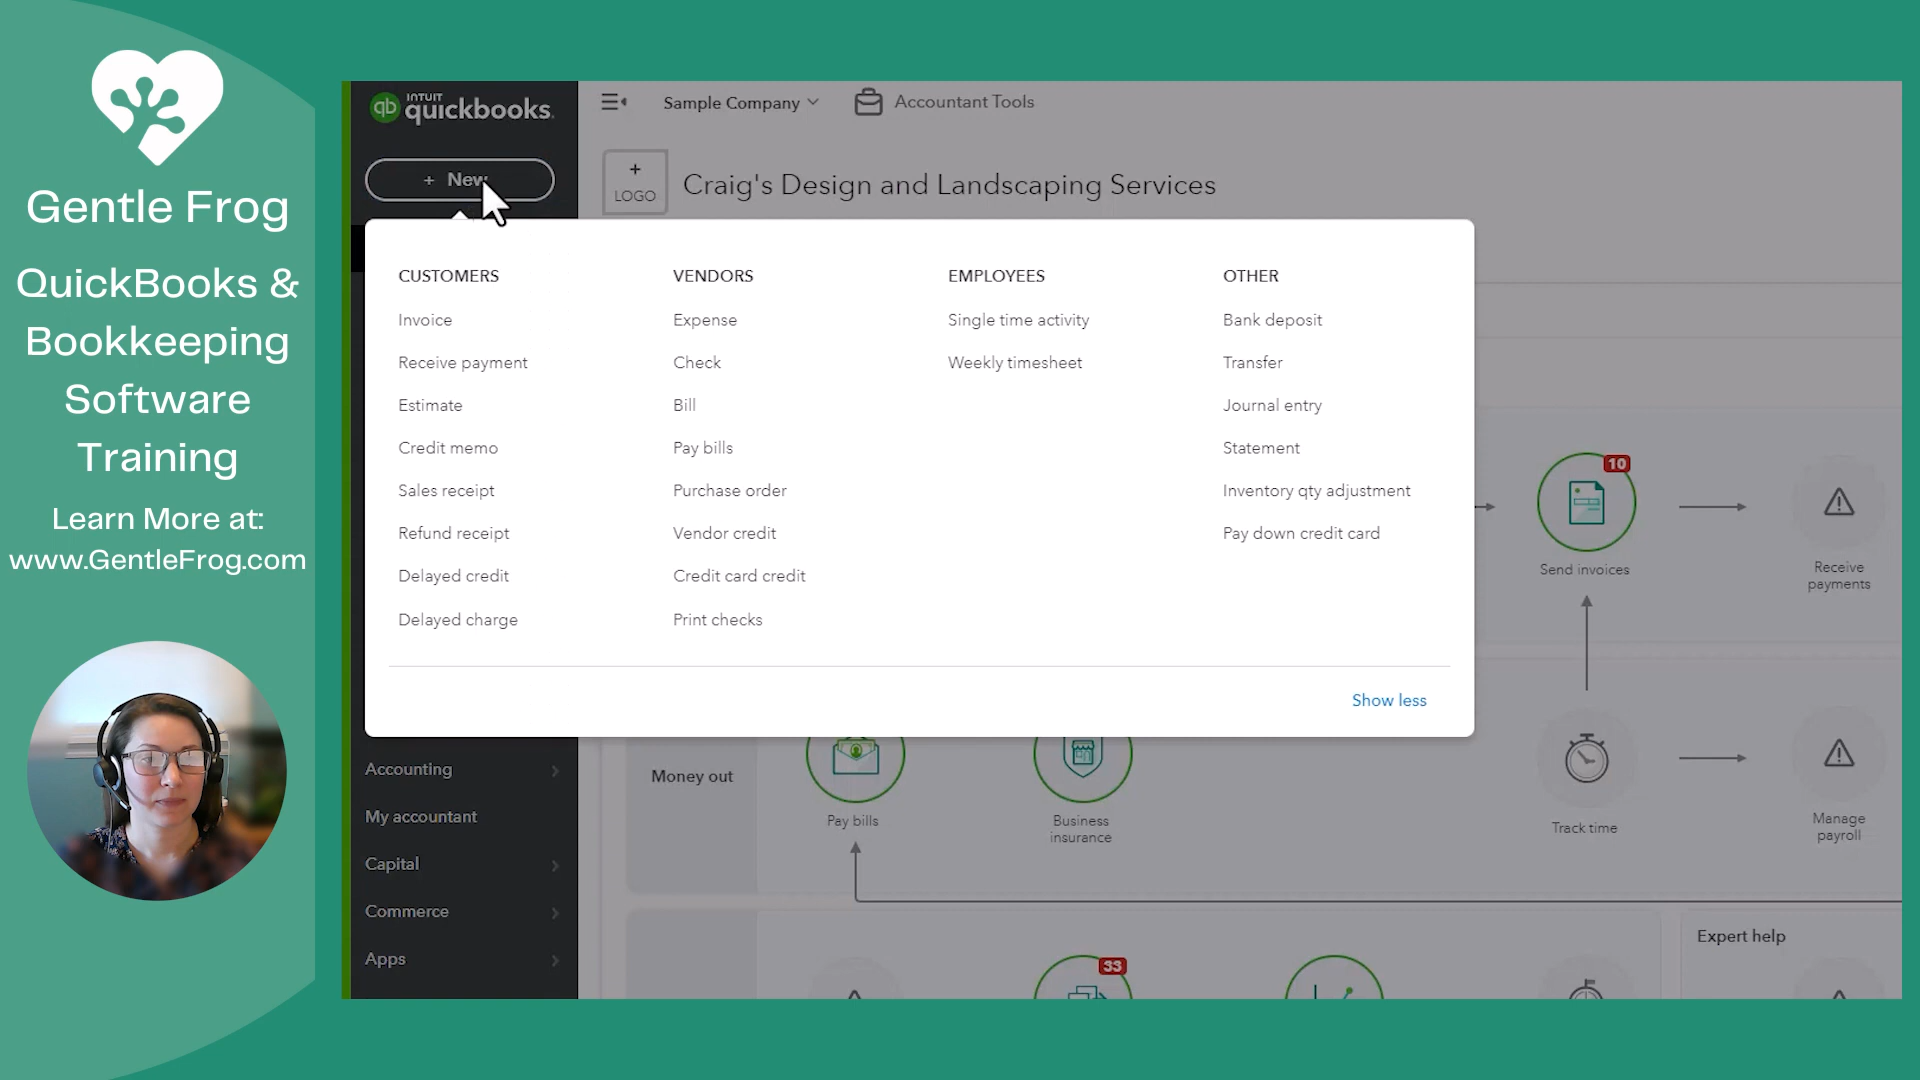 Gentle Frog
QuickBooks &
Bookkeeping
Software
Training
Learn More at:
www.GentleFrog.com
qb INTUIT quickbooks.
+ New
Sample Company
Accountant Tools
+
LOGO
Craig's Design and Landscaping Services
CUSTOMERS
Invoice
Receive payment
Estimate
Credit memo
Sales receipt
Refund receipt
Delayed credit
Delayed charge
VENDORS
Expense
Check
Bill
Pay bills
Purchase order
Vendor credit
Credit card credit
Print checks
EMPLOYEES
Single time activity
Weekly timesheet
OTHER
Bank deposit
Transfer
Journal entry
Statement
Inventory qty adjustment
Pay down credit card
Show less
10
Send invoices
Receive
payments
Accounting
My accountant
Capital
Commerce
Apps
Money out
Pay bills
Business
insurance
Track time
Manage
payroll
33
Expert help